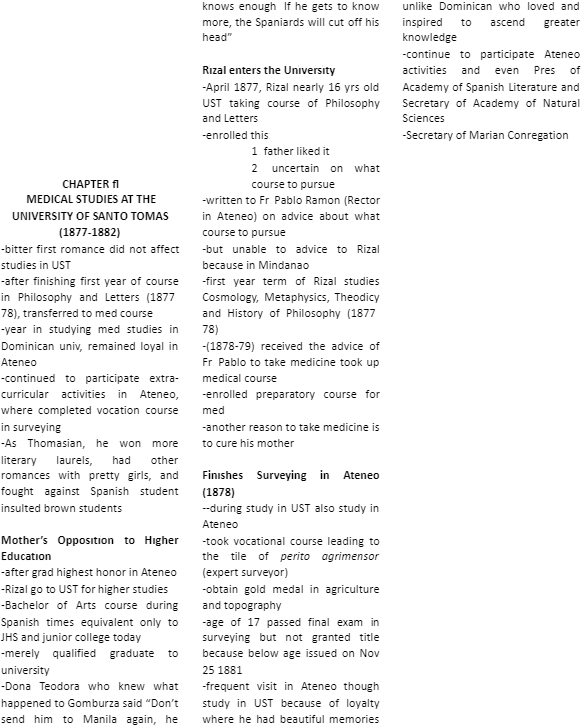 CHAPTER fl
MEDICAL STUDIES AT THE
UNIVERSITY OF SANTO TOMAS
(1877-1882)
-bitter first romance did not affect
studies in UST
-after finishing first year of course
in Philosophy and Letters (1877
78), transferred to med course
-year in studying med studies in
Dominican univ, remained loyal in
Ateneo
-continued to participate extra-
curricular activities in Ateneo,
where completed vocation course
in surveying
-As Thomasian, he won more
literary laurels, had other
romances with pretty girls, and
fought against Spanish student
insulted brown students
Mother’s Opposition to Higher
Education
-after grad highest honor in Ateneo
-Rizal go to UST for higher studies
-Bachelor of Arts course during
Spanish times equivalent only to
JHS and junior college today
-merely qualified graduate to
university
-Dona Teodora who knew what
happened to Gomburza said “Don’t
send him to Manila again, he
knows enough If he gets to know
more, the Spaniards will cut off his
head”
Rizal enters the University
-April 1877, Rizal nearly 16 yrs old
UST taking course of Philosophy
and Letters
-enrolled this
1 father liked it
2 uncertain on what
course to pursue
-written to Fr Pablo Ramon (Rector
in Ateneo) on advice about what
course to pursue
-but unable to advice to Rizal
because in Mindanao
-first year term of Rizal studies
Cosmology, Metaphysics, Theodicy
and History of Philosophy (1877
78)
-(1878-79) received the advice of
Fr Pablo to take medicine took up
medical course
-enrolled preparatory course for
med
-another reason to take medicine is
to cure his mother
Finishes Surveying in Ateneo
(1878)
--during study in UST also study in
Ateneo
-took vocational course leading to
the tile of perito agrimensor
(expert surveyor)
-obtain gold medal in agriculture
and topography
-age of 17 passed final exam in
surveying but not granted title
because below age issued on Nov
25 1881
-frequent visit in Ateneo though
study in UST because of loyalty
where he had beautiful memories
unlike Dominican who loved and
inspired to ascend greater
knowledge
-continue to participate Ateneo
activities and even Pres of
Academy of Spanish Literature and
Secretary of Academy of Natural
Sciences
-Secretary of Marian Conregation